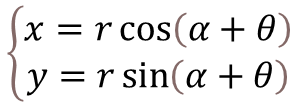 x = r cos(α + θ)
y = r sin(α + θ)